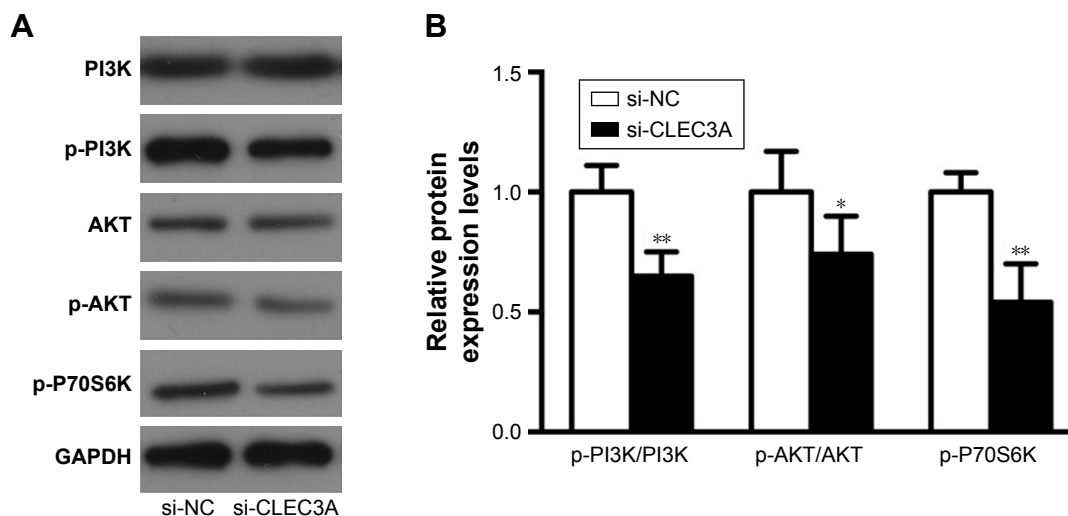 A
PI3K
p-PI3K
AKT
p-AKT
p-P70S6K
GAPDH
si-NC si-CLEC3A
B
Relative protein
expression levels
1.5
1.0
0.5
0.0
si-NC
si-CLEC3A
**
*
**
p-PI3K/PI3K p-AKT/AKT p-P70S6K